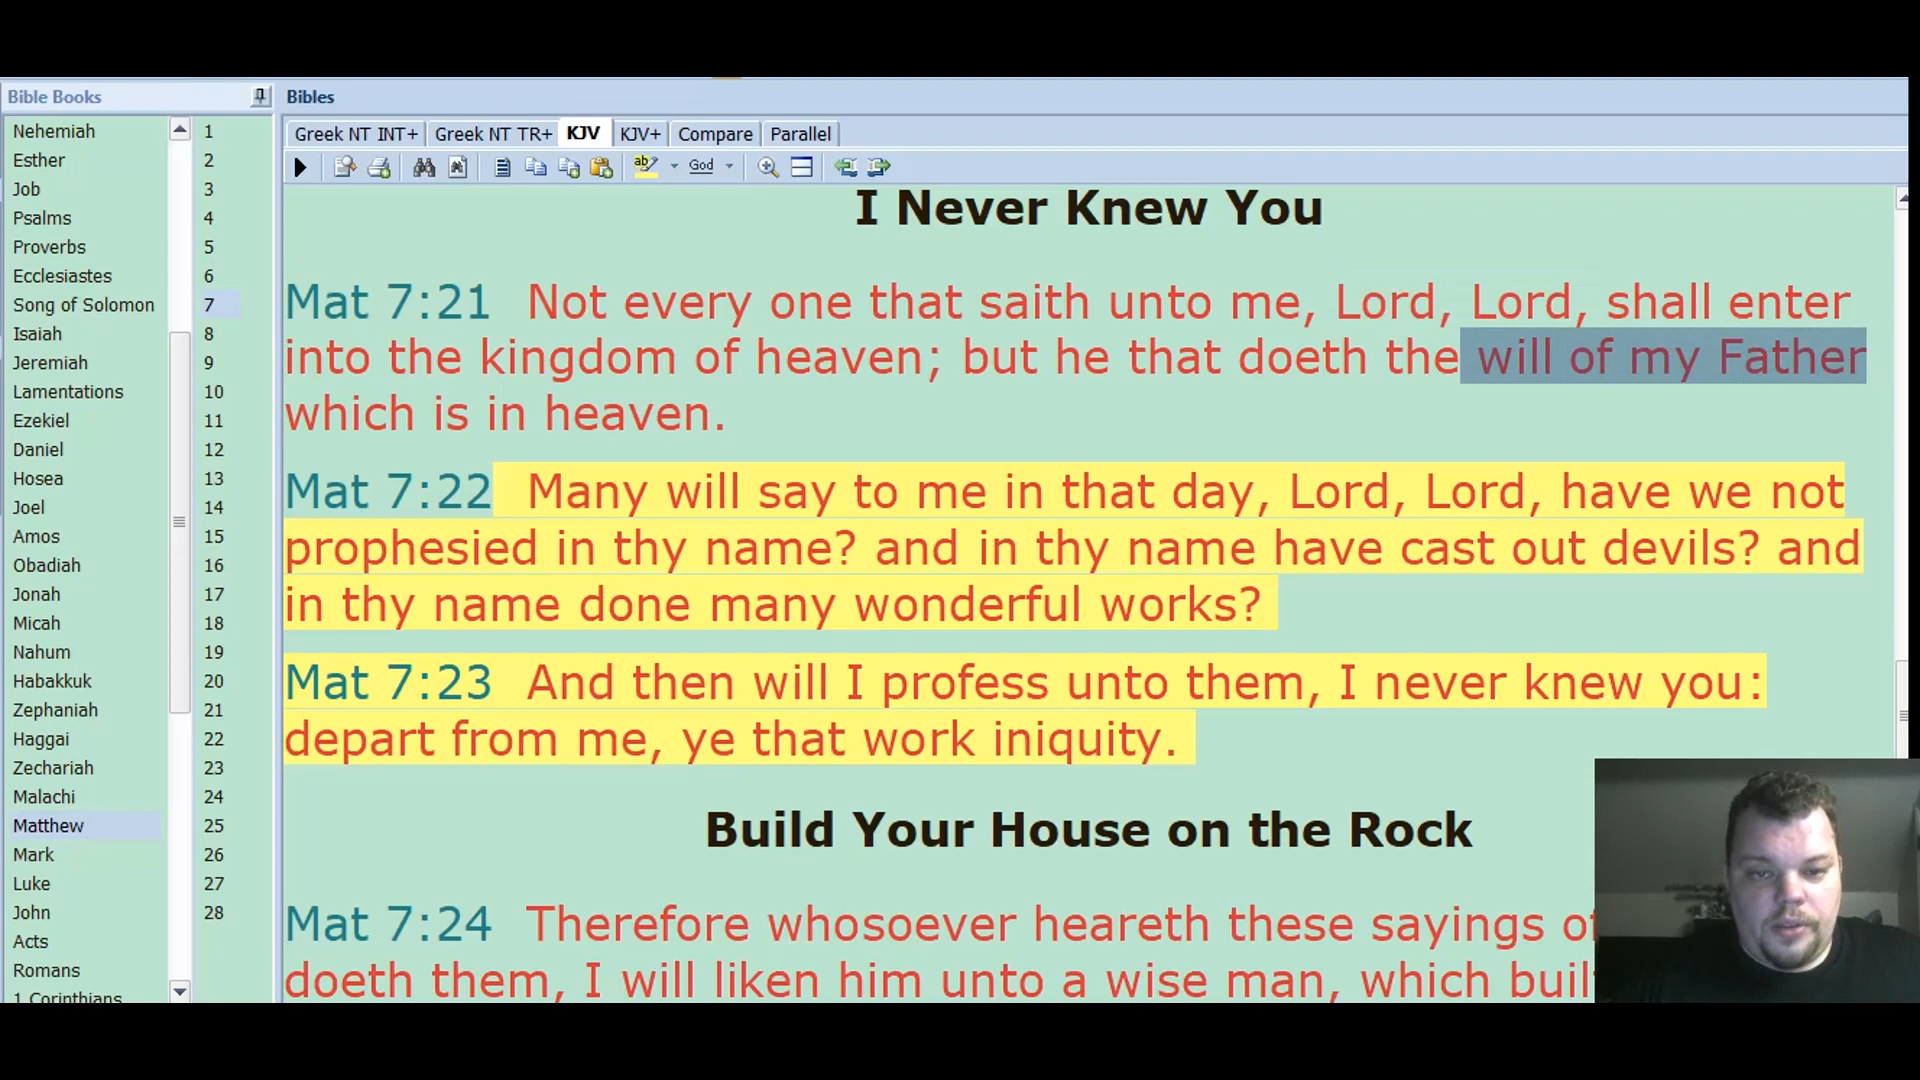 Bible Books
Bibles
Nehemiah
Esther
Job
Psalms
Proverbs
Ecclesiastes
Song of Solomon
Isaiah
Jeremiah
Lamentations
Ezekiel
Daniel
Hosea
Joel
Amos
Obadiah
Jonah
Micah
Nahum
Habakkuk
Zephaniah
Haggai
Zechariah
Malachi
Matthew
Mark
Luke
John
Acts
Romans
1 Corinthians
1
2
3
4
5
6
7
8
9
10
11
12
13
14
15
16
17
18
19
20
21
22
23
24
25
26
27
28
Greek NT INT+ Greek NT TR+ KJV KJV+ Compare Parallel
ab God
I Never Knew You
Mat 7:21 Not every one that saith unto me, Lord, Lord, shall enter
into the kingdom of heaven; but he that doeth the will of my Father
which is in heaven.
Mat 7:22 Many will say to me in that day, Lord, Lord, have we not
prophesied in thy name? and in thy name have cast out devils? and
in thy name done many wonderful works?
Mat 7:23 And then will I profess unto them, I never knew you:
depart from me, ye that work iniquity.
Build Your House on the Rock
Mat 7:24 Therefore whosoever heareth these sayings
doeth them, I will liken him unto a wise man, which